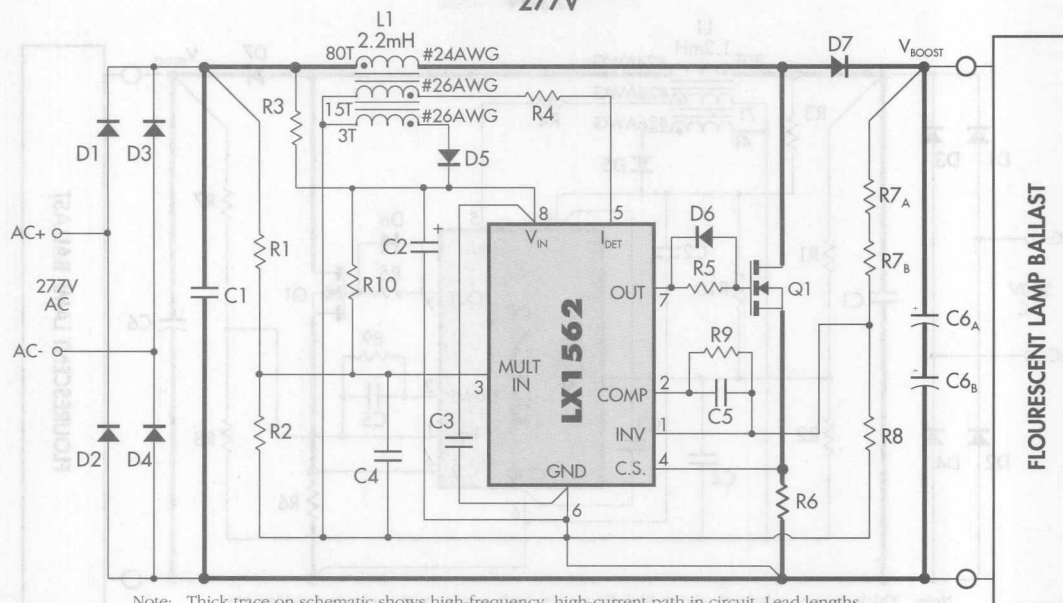 277V
L1
2.2mH
80T
#24AWG
#26AWG
15T
#26AWG
3T
D7
V BOOST
R3
R4
D1
D3
D5
R7A
8
5
D6
VIN
IDET
AC+
R1
C2
+
R7B
277V
AC
C1
R10
OUT
R5
Q1
7
LX1562
C6A
AC-
R9
MULT
IN
3
COMP
2
C6B
C5
C3
INV
1
D2
D4
R2
R8
C4
C.S.
4
GND
6
R6
FLOURESCENT LAMP BALLAST
Note: Thick trace on schematic shows high-frequency, high-current path in circuit. Lead lengths